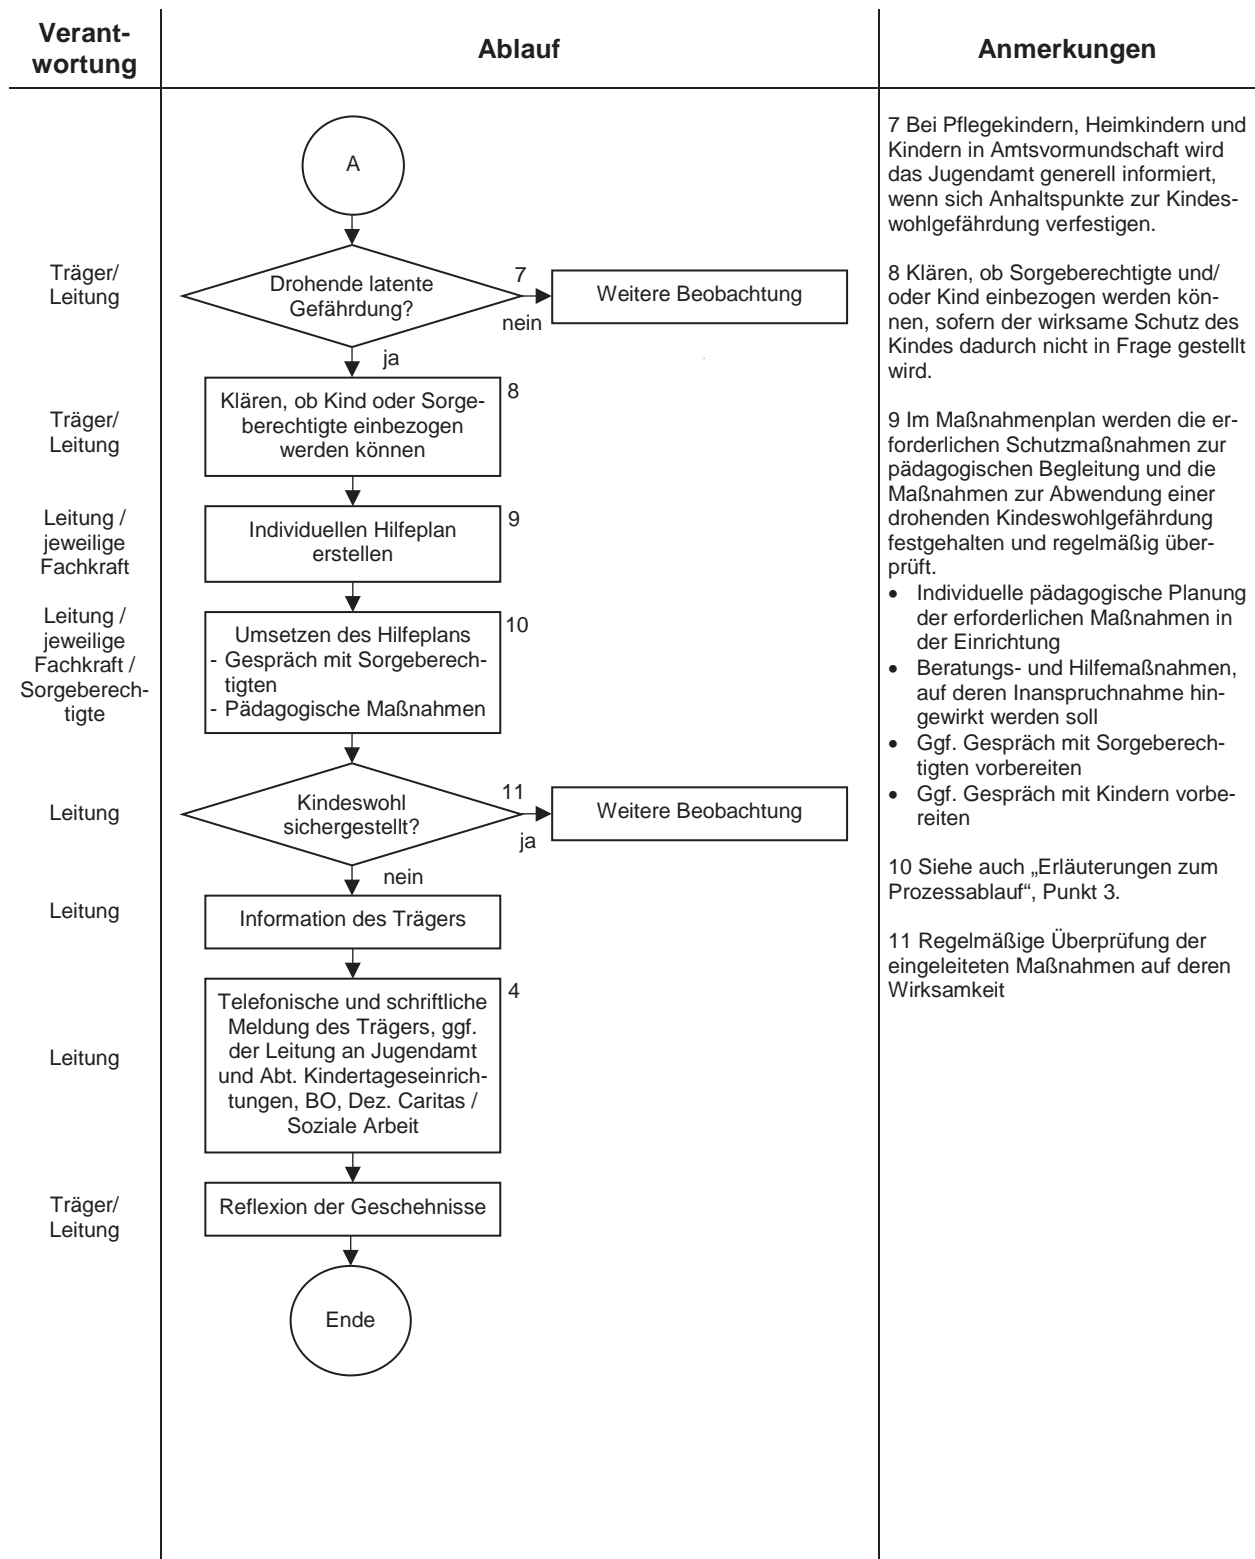 Verant-
wortung
Ablauf
Anmerkungen
A
Träger/
Leitung
Drohende latente
Gefährdung?
7
nein
Weitere Beobachtung
ja
Träger/
Leitung
Klären, ob Kind oder Sorge-
berechtigte einbezogen
werden können
8
Leitung /
jeweilige
Fachkraft
Individuellen Hilfeplan
erstellen
9
Leitung /
jeweilige
Fachkraft /
Sorgeberech-
tigte
Umsetzen des Hilfeplans
- Gespräch mit Sorgeberech-
tigten
- Pädagogische Maßnahmen
10
Leitung
Kindeswohl
sichergestellt?
11
ja
Weitere Beobachtung
nein
Leitung
Information des Trägers
Leitung
Telefonische und schriftliche
Meldung des Trägers, ggf.
der Leitung an Jugendamt
und Abt. Kindertageseinrich-
tungen, BO, Dez. Caritas /
Soziale Arbeit
4
Träger/
Leitung
Reflexion der Geschehnisse
Ende
7 Bei Pflegekindern, Heimkindern und
Kindern in Amtsvormundschaft wird
das Jugendamt generell informiert,
wenn sich Anhaltspunkte zur Kindes-
wohlgefährdung verfestigen.
8 Klären, ob Sorgeberechtigte und/
oder Kind einbezogen werden kön-
nen, sofern der wirksame Schutz des
Kindes dadurch nicht in Frage gestellt
wird.
9 Im Maßnahmenplan werden die er-
forderlichen Schutzmaßnahmen zur
pädagogischen Begleitung und die
Maßnahmen zur Abwendung einer
drohenden Kindeswohlgefährdung
festgehalten und regelmäßig über-
prüft.
• Individuelle pädagogische Planung
der erforderlichen Maßnahmen in
der Einrichtung
• Beratungs- und Hilfemaßnahmen,
auf deren Inanspruchnahme hin-
gewirkt werden soll
• Ggf. Gespräch mit Sorgeberech-
tigten vorbereiten
• Ggf. Gespräch mit Kindern vorbe-
reiten
10 Siehe auch „Erläuterungen zum
Prozessablauf“, Punkt 3.
11 Regelmäßige Überprüfung der
eingeleiteten Maßnahmen auf deren
Wirksamkeit